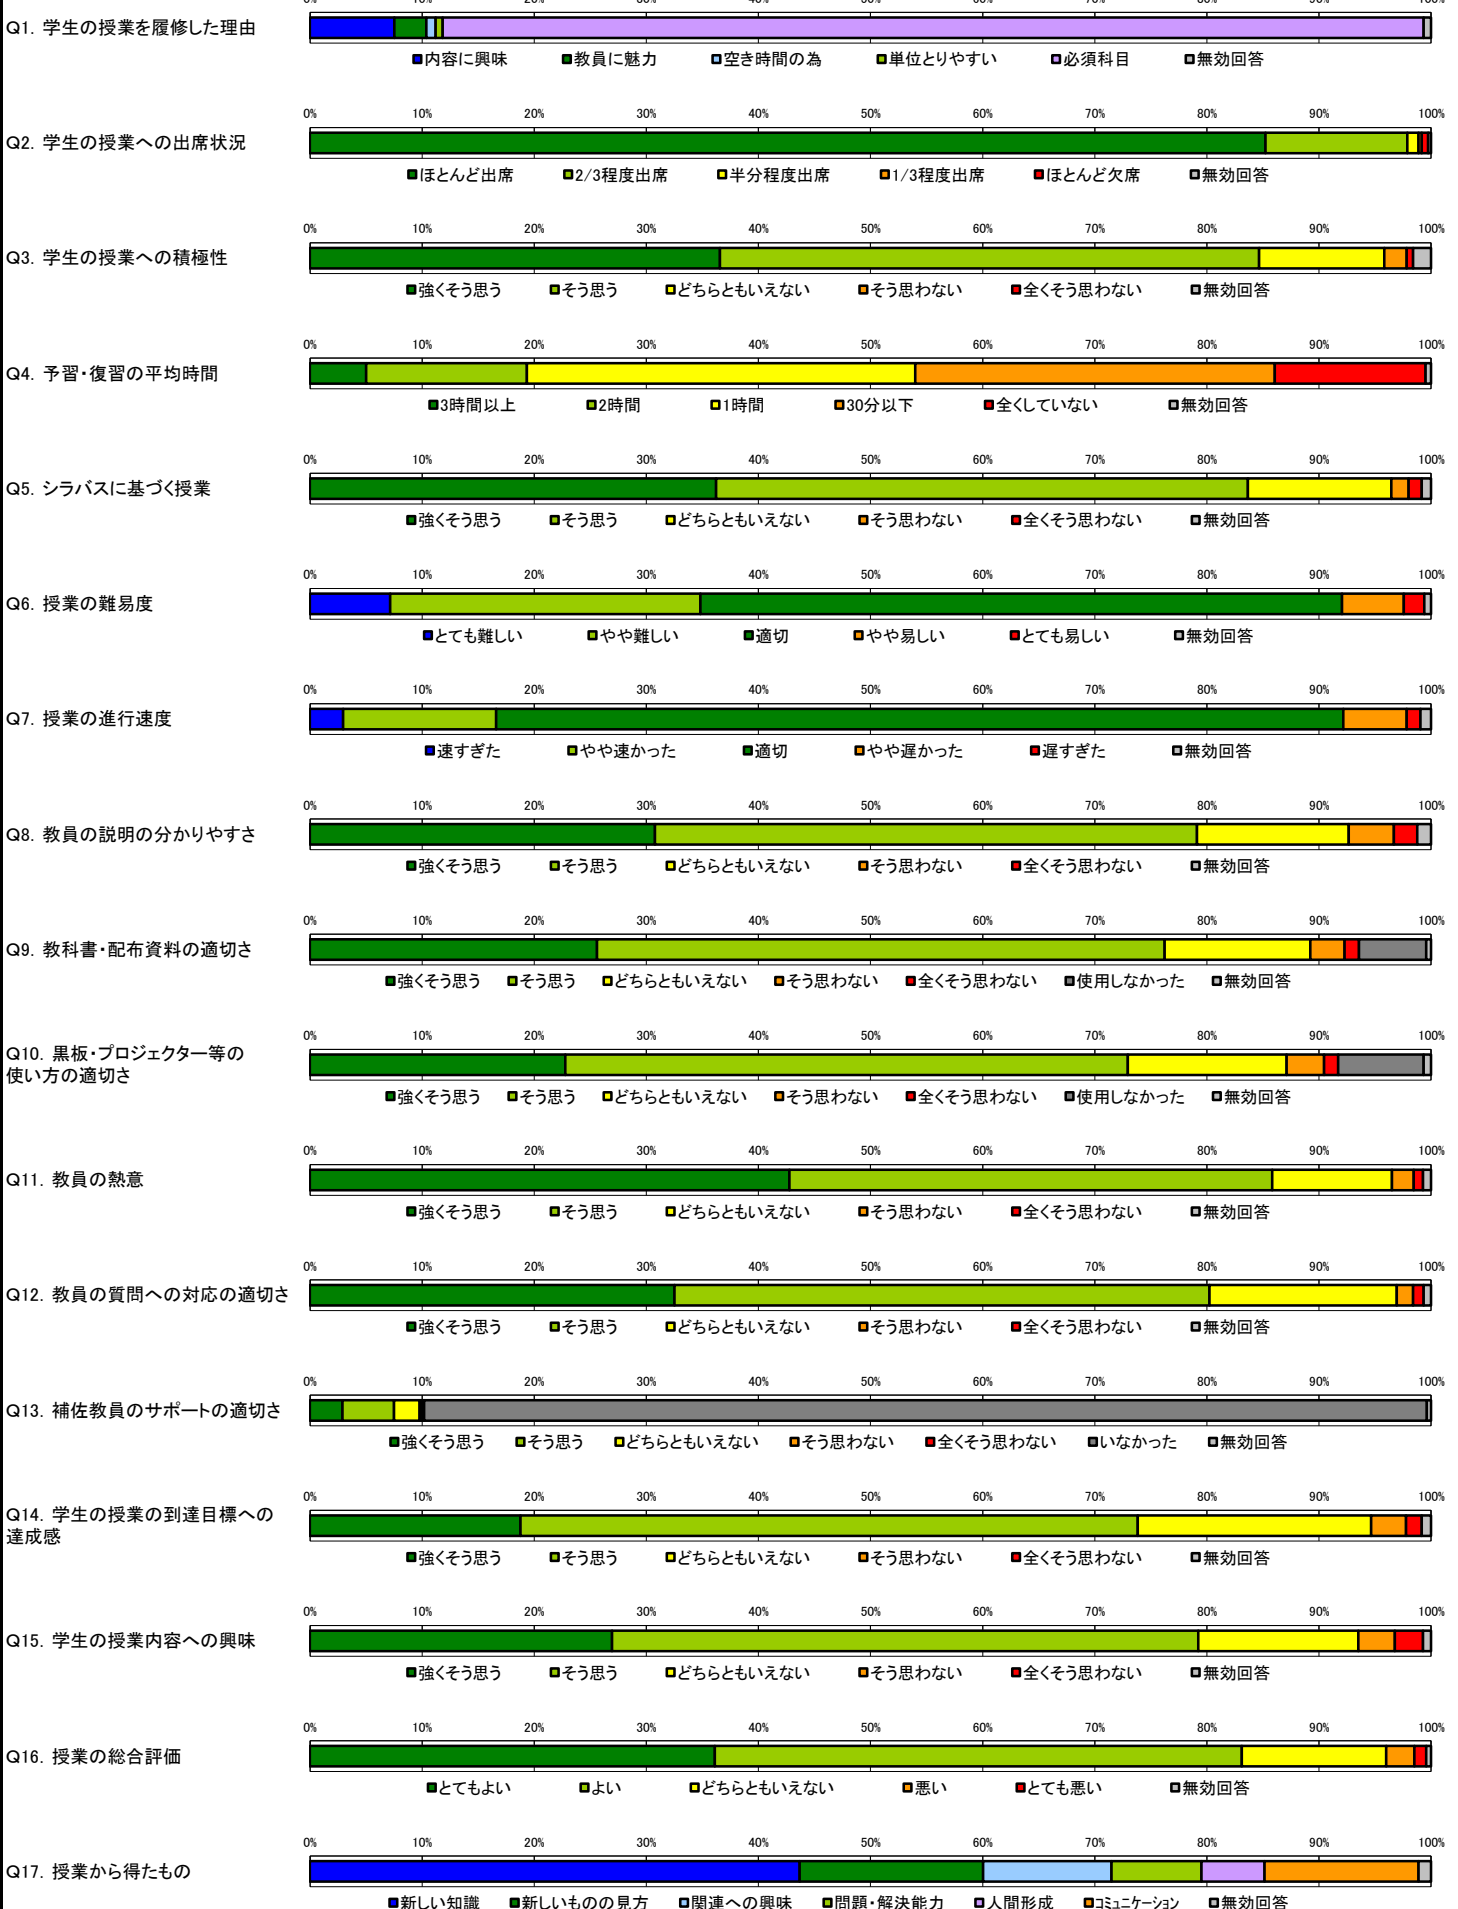 0% 10% 20% 30% 40% 50% 60% 70% 80% 90% 100%
Q1. 学生の授業を履修した理由
内容に興味 教員に魅力 空き時間の為 単位とりやすい 必須科目 無効回答
0% 10% 20% 30% 40% 50% 60% 70% 80% 90% 100%
Q2. 学生の授業への出席状況
ほとんど出席 2/3程度出席 半分程度出席 1/3程度出席 ほとんど欠席 無効回答
0% 10% 20% 30% 40% 50% 60% 70% 80% 90% 100%
Q3. 学生の授業への積極性
強くそう思う そう思う どちらともいえない そう思わない 全くそう思わない 無効回答
0% 10% 20% 30% 40% 50% 60% 70% 80% 90% 100%
Q4. 予習・復習の平均時間
3時間以上 2時間 1時間 30分以下 全くしていない 無効回答
0% 10% 20% 30% 40% 50% 60% 70% 80% 90% 100%
Q5. シラバスに基づく授業
強くそう思う そう思う どちらともいえない そう思わない 全くそう思わない 無効回答
0% 10% 20% 30% 40% 50% 60% 70% 80% 90% 100%
Q6. 授業の難易度
とても難しい やや難しい 適切 やや易しい とても易しい 無効回答
0% 10% 20% 30% 40% 50% 60% 70% 80% 90% 100%
Q7. 授業の進行速度
速すぎた やや速かった 適切 やや遅かった 遅すぎた 無効回答
0% 10% 20% 30% 40% 50% 60% 70% 80% 90% 100%
Q8. 教員の説明の分かりやすさ
強くそう思う そう思う どちらともいえない そう思わない 全くそう思わない 無効回答
0% 10% 20% 30% 40% 50% 60% 70% 80% 90% 100%
Q9. 教科書・配布資料の適切さ
強くそう思う そう思う どちらともいえない そう思わない 全くそう思わない 使用しなかった 無効回答
0% 10% 20% 30% 40% 50% 60% 70% 80% 90% 100%
Q10. 黒板・プロジェクター等の
使い方の適切さ
強くそう思う そう思う どちらともいえない そう思わない 全くそう思わない 使用しなかった 無効回答
0% 10% 20% 30% 40% 50% 60% 70% 80% 90% 100%
Q11. 教員の熱意
強くそう思う そう思う どちらともいえない そう思わない 全くそう思わない 無効回答
0% 10% 20% 30% 40% 50% 60% 70% 80% 90% 100%
Q12. 教員の質問への対応の適切さ
強くそう思う そう思う どちらともいえない そう思わない 全くそう思わない 無効回答
0% 10% 20% 30% 40% 50% 60% 70% 80% 90% 100%
Q13. 補佐教員のサポートの適切さ
強くそう思う そう思う どちらともいえない そう思わない 全くそう思わない いなかった 無効回答
0% 10% 20% 30% 40% 50% 60% 70% 80% 90% 100%
Q14. 学生の授業の到達目標への
達成感
強くそう思う そう思う どちらともいえない そう思わない 全くそう思わない 無効回答
0% 10% 20% 30% 40% 50% 60% 70% 80% 90% 100%
Q15. 学生の授業内容への興味
強くそう思う そう思う どちらともいえない そう思わない 全くそう思わない 無効回答
0% 10% 20% 30% 40% 50% 60% 70% 80% 90% 100%
Q16. 授業の総合評価
とてもよい よい どちらともいえない 悪い とても悪い 無効回答
0% 10% 20% 30% 40% 50% 60% 70% 80% 90% 100%
Q17. 授業から得たもの
新しい知識 新しいものの見方 関連への興味 問題・解決能力 人間形成 コミュニケーション 無効回答